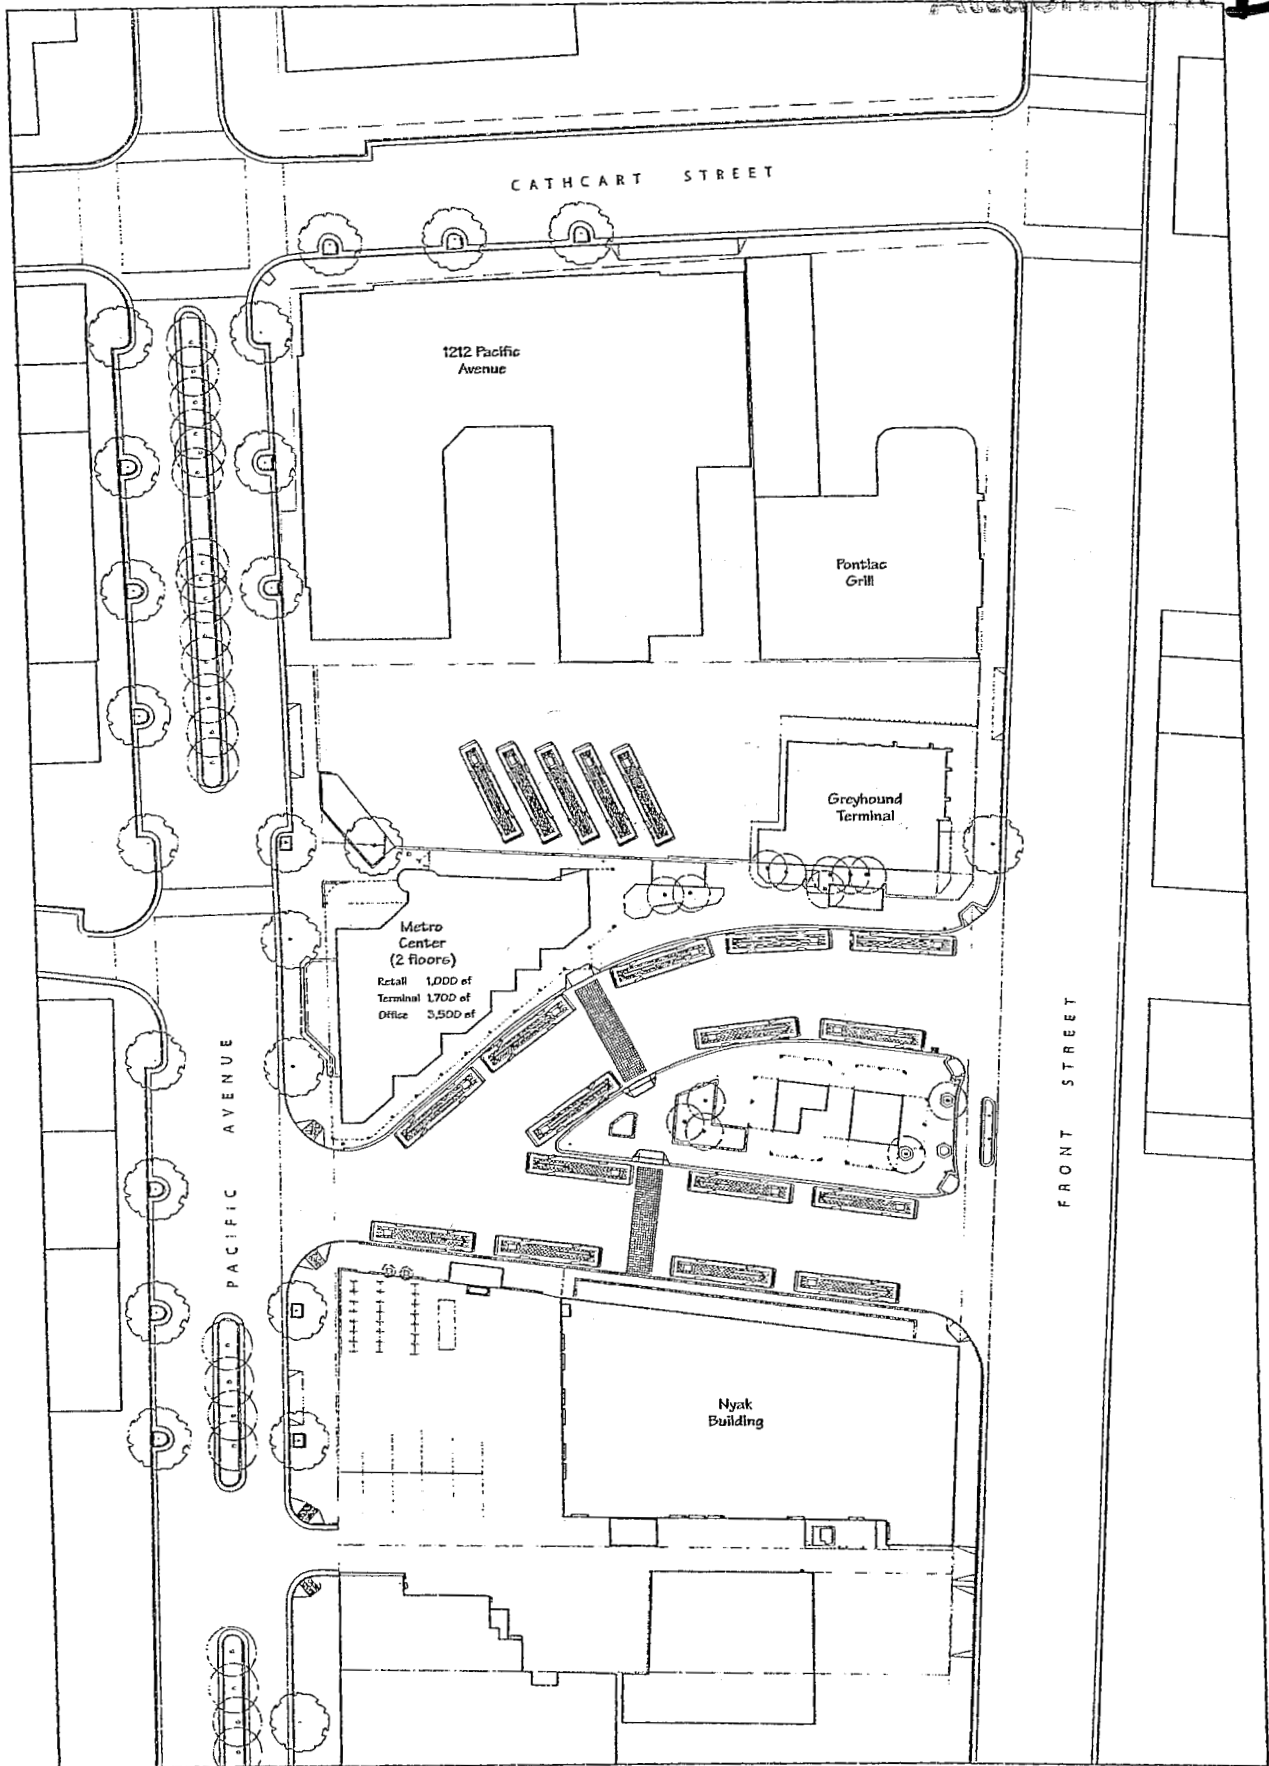 CATHCART STREET
1212 Pacific
Avenue
Pontiac
Grill
Greyhound
Terminal
Metro
Center
(2 floors)
Retail 1,000 sf
Terminal 1,700 sf
Office 3,500 sf
PACIFIC AVENUE
FRONT STREET
Nyak
Building